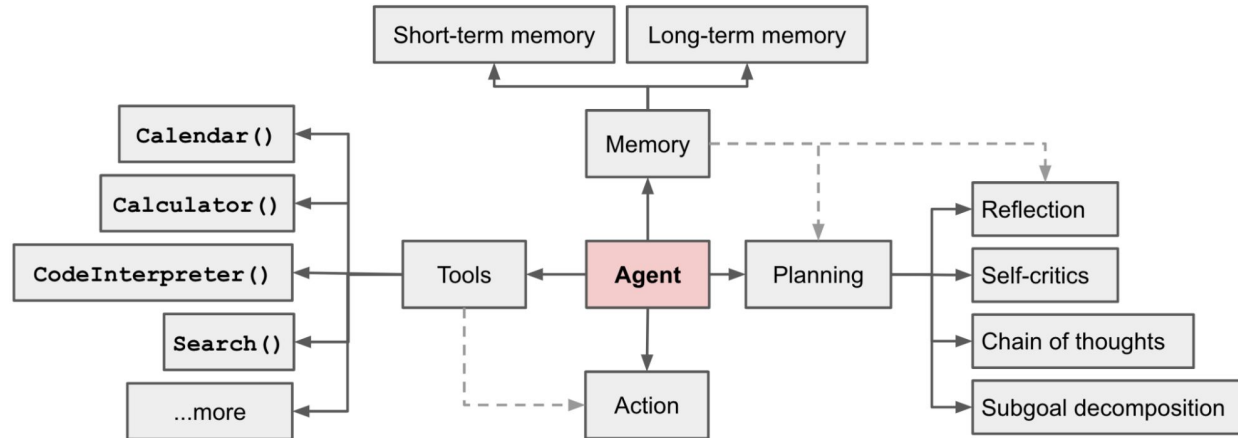 Short-term memory
Long-term memory
Calendar()
Memory
Calculator()
Reflection
CodeInterpreter()
Tools
Agent
Planning
Self-critics
Search()
Chain of thoughts
...more
Action
Subgoal decomposition